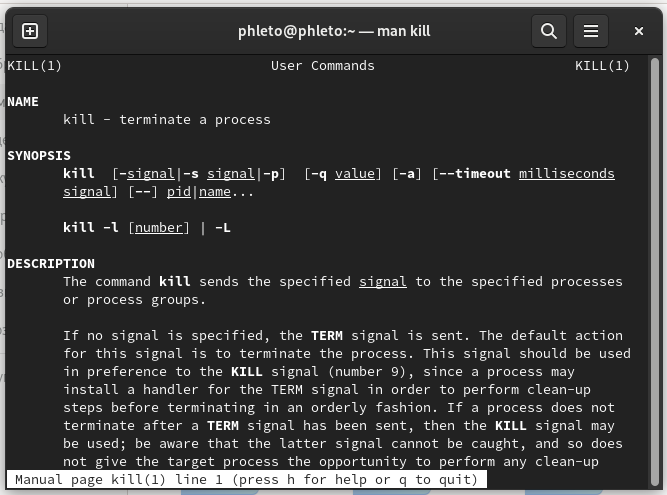 phleto@phleto:~ — man kill
KILL(1) User Commands KILL(1)
NAME
kill - terminate a process
SYNOPSIS
kill [-signal|-s signal|-p] [-q value] [-a] [--timeout milliseconds
signal] [--] pid|name...
kill -l [number] | -L
DESCRIPTION
The command kill sends the specified signal to the specified processes
or process groups.
If no signal is specified, the TERM signal is sent. The default action
for this signal is to terminate the process. This signal should be used
in preference to the KILL signal (number 9), since a process may
install a handler for the TERM signal in order to perform clean-up
steps before terminating in an orderly fashion. If a process does not
terminate after a TERM signal has been sent, then the KILL signal may
be used; be aware that the latter signal cannot be caught, and so does
not give the target process the opportunity to perform any clean-up
Manual page kill(1) line 1 (press h for help or q to quit)